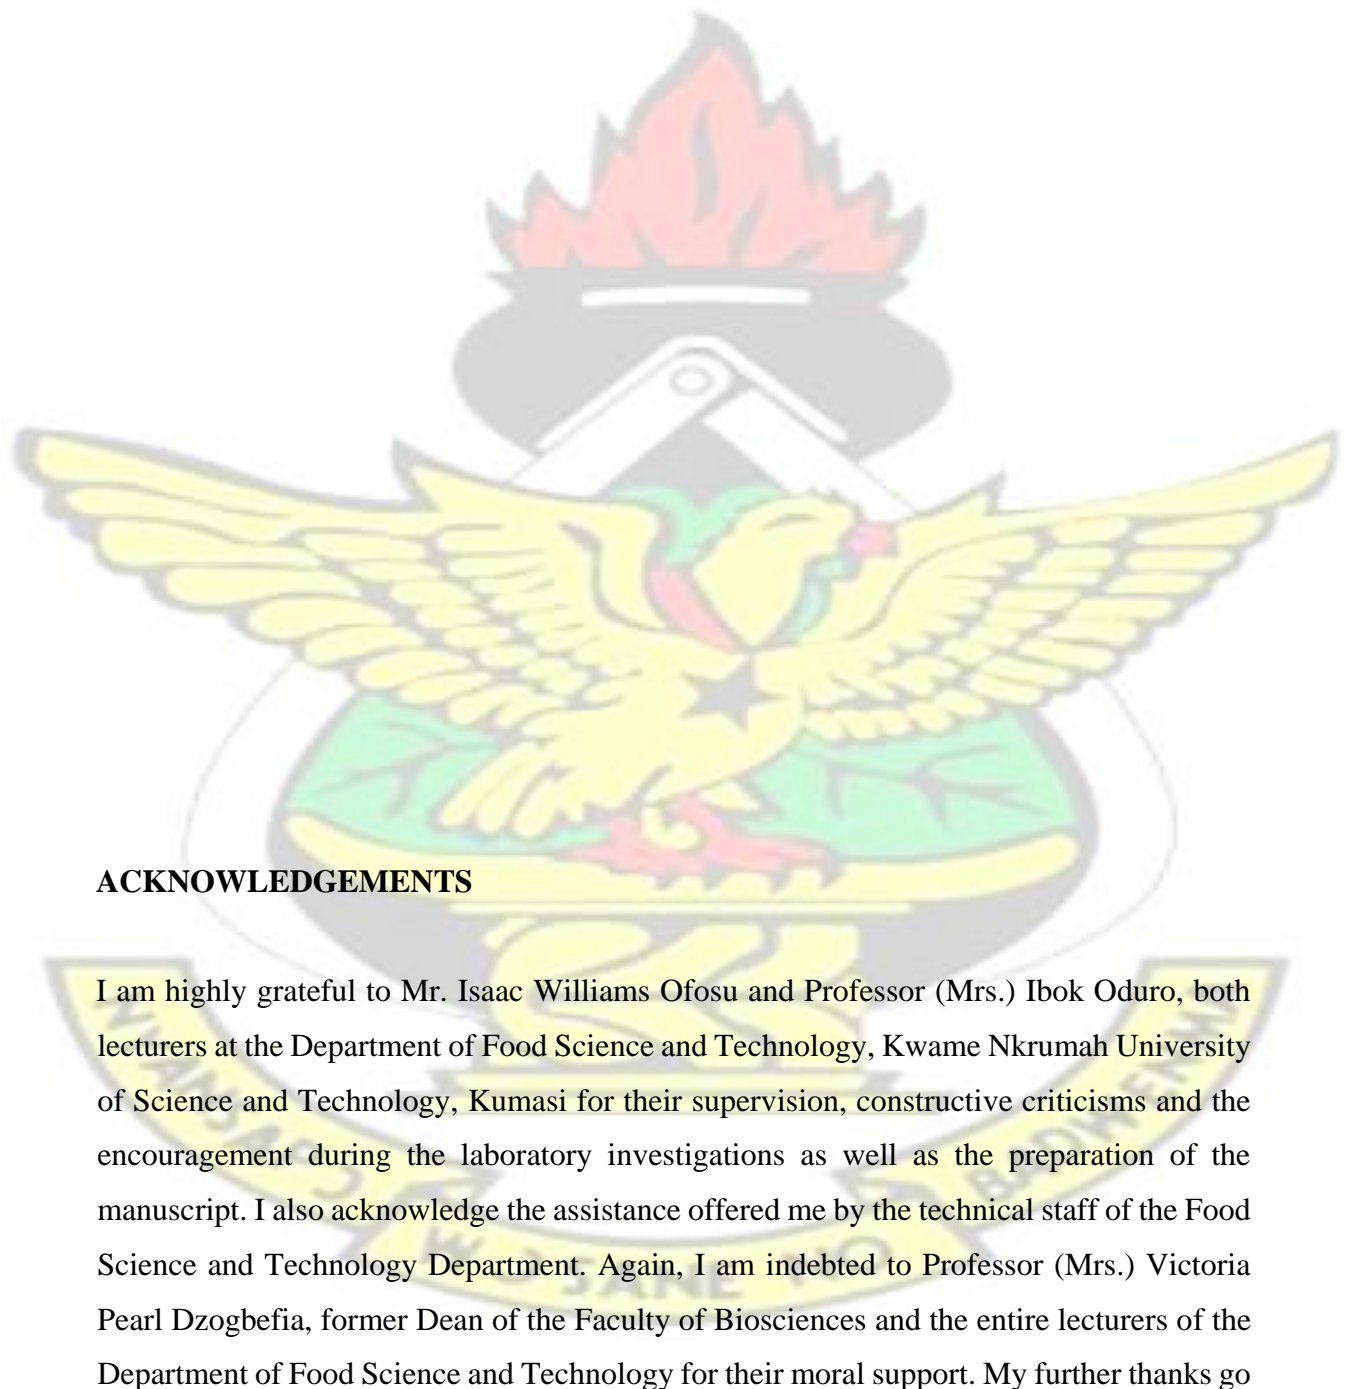 ACKNOWLEDGEMENTS
I am highly grateful to Mr. Isaac Williams Ofosu and Professor (Mrs.) Ibok Oduro, both
lecturers at the Department of Food Science and Technology, Kwame Nkrumah University
of Science and Technology, Kumasi for their supervision, constructive criticisms and the
encouragement during the laboratory investigations as well as the preparation of the
manuscript. I also acknowledge the assistance offered me by the technical staff of the Food
Science and Technology Department. Again, I am indebted to Professor (Mrs.) Victoria
Pearl Dzogbefia, former Dean of the Faculty of Biosciences and the entire lecturers of the
Department of Food Science and Technology for their moral support. My further thanks go
NYANSAPƆ WƆSANE NO BADWENMA